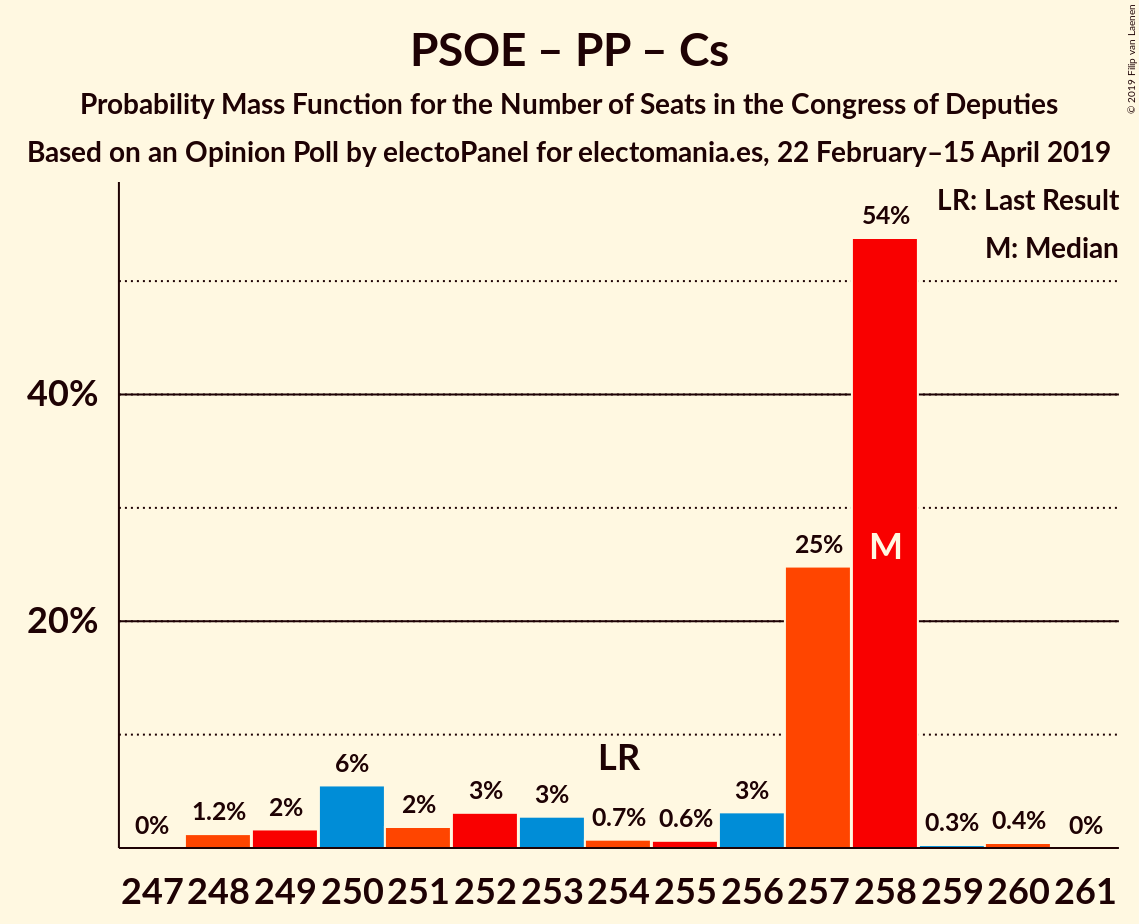 PSOE – PP – Cs
Probability Mass Function for the Number of Seats in the Congress of Deputies
Based on an Opinion Poll by electoPanel for electomania.es, 22 February–15 April 2019
© 2019 Filip van Laenen
LR: Last Result
M: Median
54%
40%
25%
M
20%
LR
6%
3%
3%
3%
2%
2%
1.2%
0.7%
0.6%
0.3%
0.4%
0%
0%
247 248 249 250 251 252 253 254 255 256 257 258 259 260 261